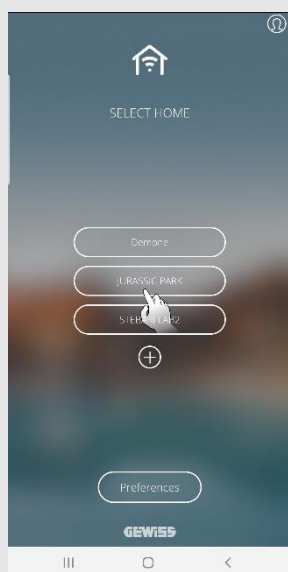 SELECT HOME
Demone
JURASSIC PARK
Preferences
GEWISS